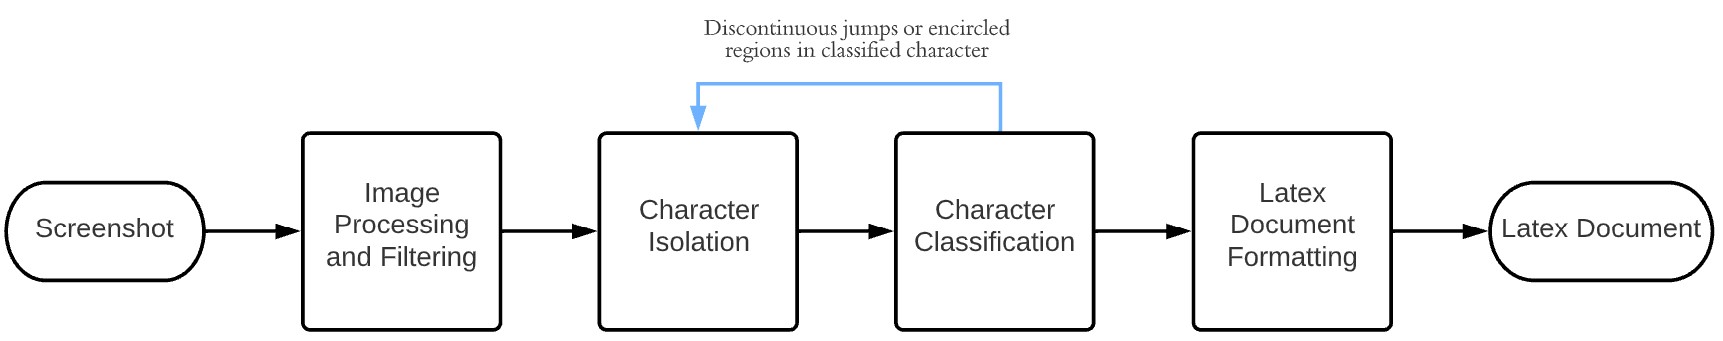 Discontinuous jumps or encircled
regions in classified character
Screenshot
Image
Processing
and Filtering
Character
Isolation
Character
Classification
Latex
Document
Formatting
Latex Document